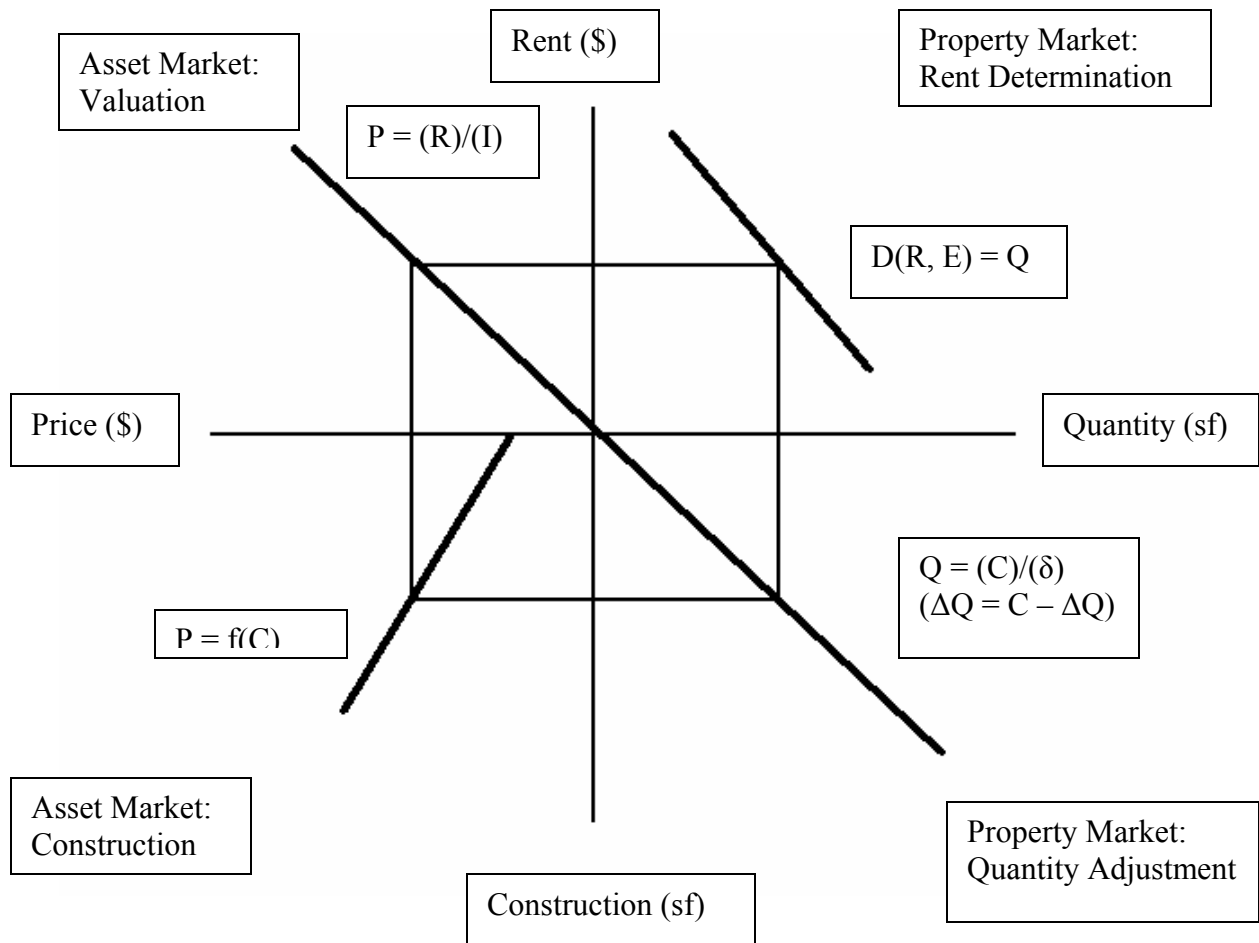 Rent ($)
Property Market:
Rent Determination
Asset Market:
Valuation
P = (R)/(I)
D(R, E) = Q
Price ($)
Quantity (sf)
Q = (C)/(δ)
(ΔQ = C – ΔQ)
P = f(C)
Asset Market:
Construction
Property Market:
Quantity Adjustment
Construction (sf)